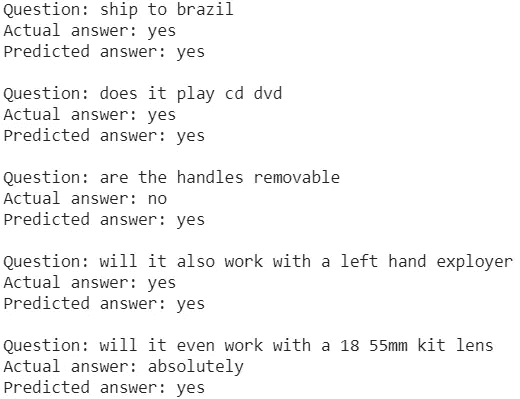 Question: ship to brazil
Actual answer: yes
Predicted answer: yes
Question: does it play cd dvd
Actual answer: yes
Predicted answer: yes
Question: are the handles removable
Actual answer: no
Predicted answer: yes
Question: will it also work with a left hand exployer
Actual answer: yes
Predicted answer: yes
Question: will it even work with a 18 55mm kit lens
Actual answer: absolutely
Predicted answer: yes